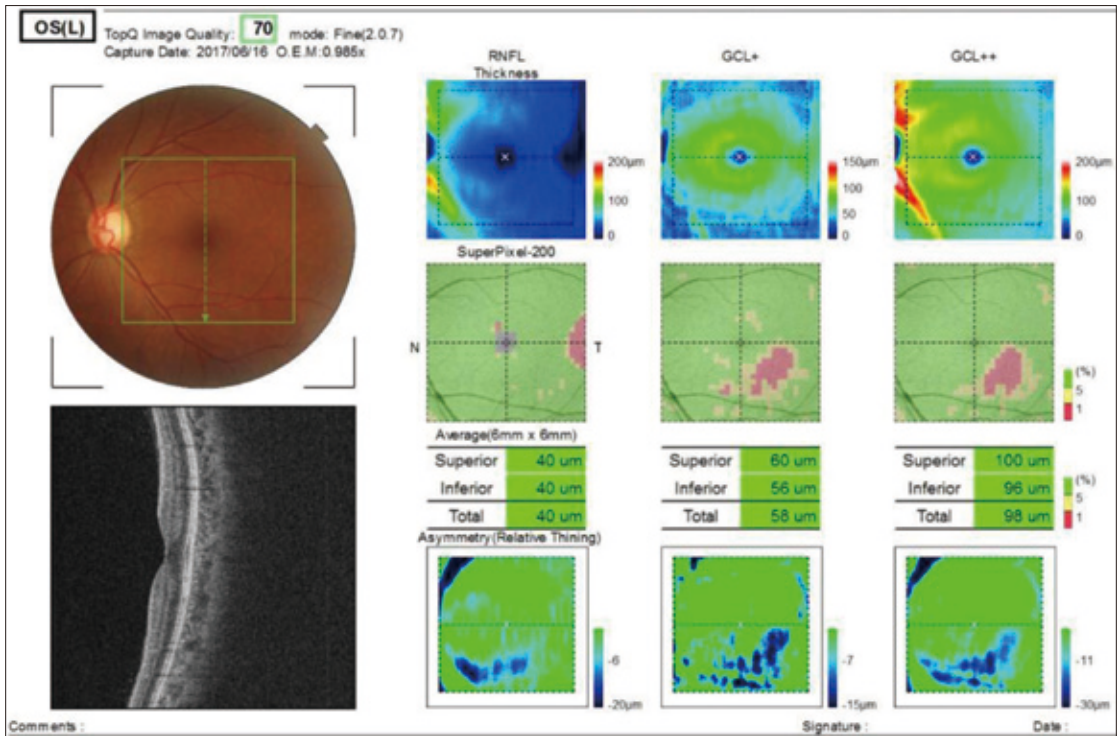 OS(L)
TopQ Image Quality: 70 mode: Fine(2.0.7)
Capture Date: 2017/06/16 O.E.M:0.985x
RNFL
Thickness
GCL+
GCL++
200μm
100
0
150μm
100
50
0
200μm
100
0
SuperPixel-200
N
T
(%)
5
1
Average(6mm x 6mm)
Superior 40 um
Inferior 40 um
Total 40 um
Superior 60 um
Inferior 56 um
Total 58 um
Superior 100 um
Inferior 96 um
Total 98 um
(%)
5
1
Asymmetry(Relative Thining)
-6
-20μm
-7
-15μm
-11
-30μm
Comments :
Signature :
Date :